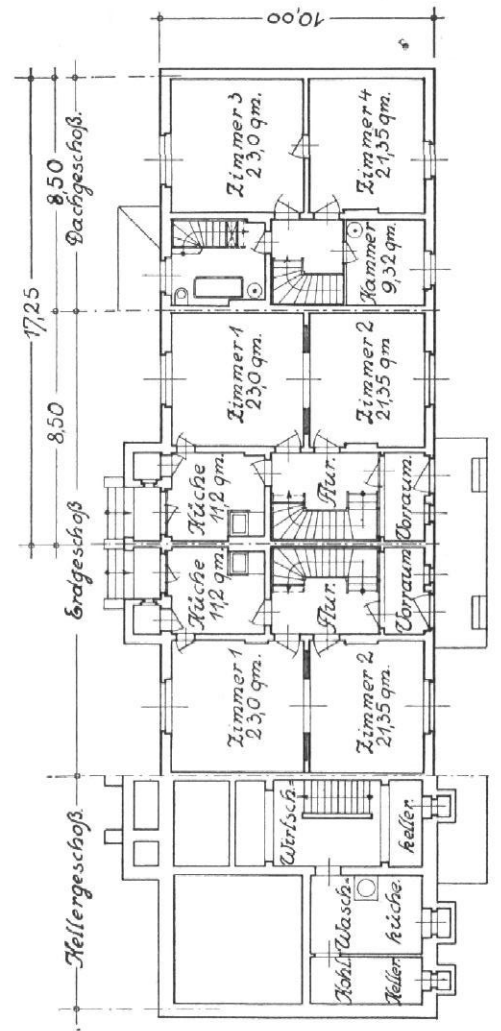 10,00
17,25
8,50
8,50
Dachgeschoß.
Erdgeschoß
Kellergeschoß.
Zimmer 3
23,0 qm.
Zimmer 4
21,35 qm.
Kammer
9,32 qm.
Zimmer 1
23,0 qm.
Zimmer 2
21,35 qm.
Küche
11,2 qm.
Flur.
Vorraum.
Küche
11,2 qm.
Flur.
Vorraum
Zimmer 1
23,0 qm.
Zimmer 2
21,35 qm.
Wirtsch.=
keller.
Wasch=
küche.
Kohl.
Keller.